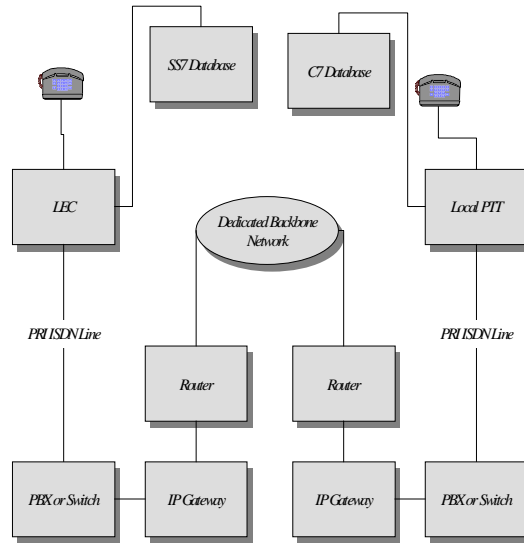 SS7 Database
C7 Database
LEC
Local PTT
Dedicated Backbone
Network
PRI ISDN Line
PRI ISDN Line
Router
Router
PBX or Switch
IP Gateway
IP Gateway
PBX or Switch